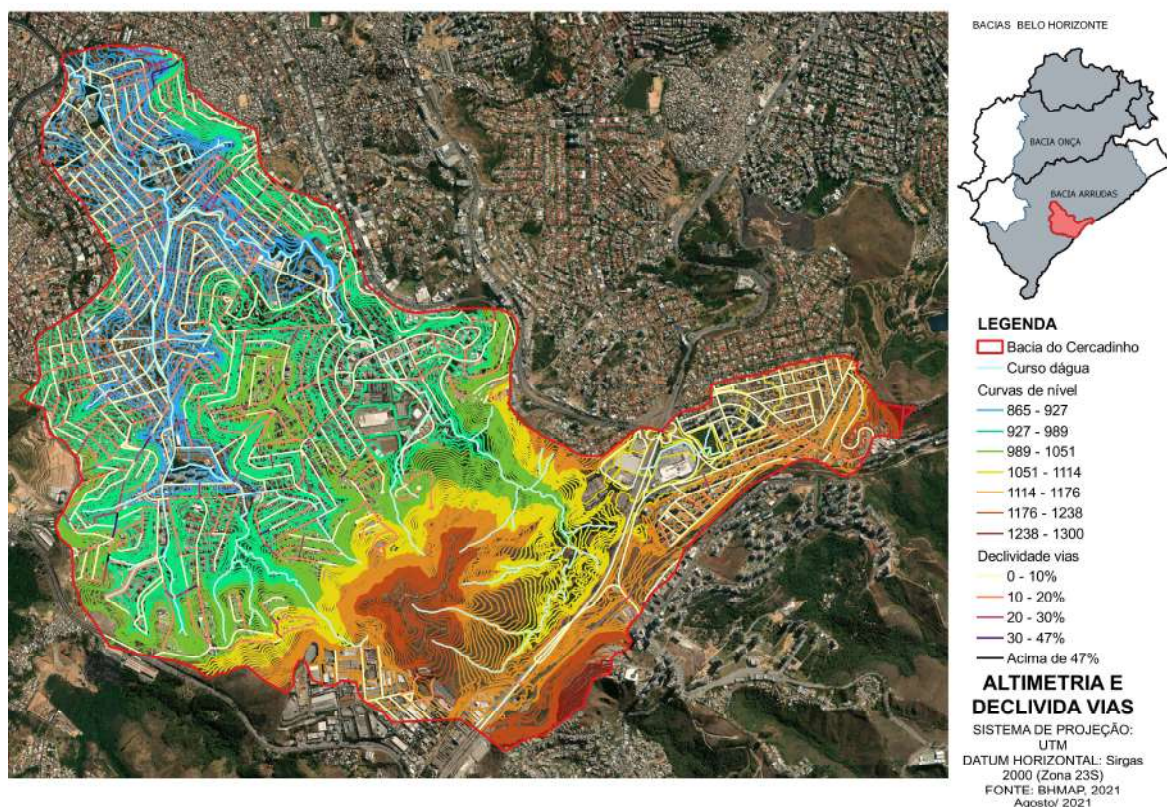 BACIAS BELO HORIZONTE
BACIA ONÇA
BACIA ARRUDAS
LEGENDA
Bacia do Cercadinho
Curso dágua
Curvas de nível
865 - 927
927 - 989
989 - 1051
1051 - 1114
1114 - 1176
1176 - 1238
1238 - 1300
Declividade vias
0 - 10%
10 - 20%
20 - 30%
30 - 47%
Acima de 47%
ALTIMETRIA E
DECLIVIDA VIAS
SISTEMA DE PROJEÇÃO:
UTM
DATUM HORIZONTAL: Sirgas
2000 (Zona 23S)
FONTE: BHMAP, 2021
Agosto/ 2021